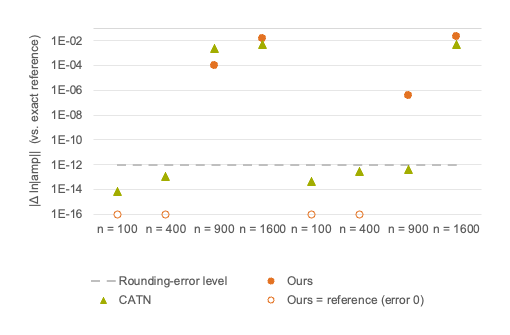 |Δ ln|amp|| (vs. exact reference)
1E-02
1E-04
1E-06
1E-08
1E-10
1E-12
1E-14
1E-16
n = 100 n = 400 n = 900 n = 1600 n = 100 n = 400 n = 900 n = 1600
Rounding-error level
Ours
CATN
Ours = reference (error 0)